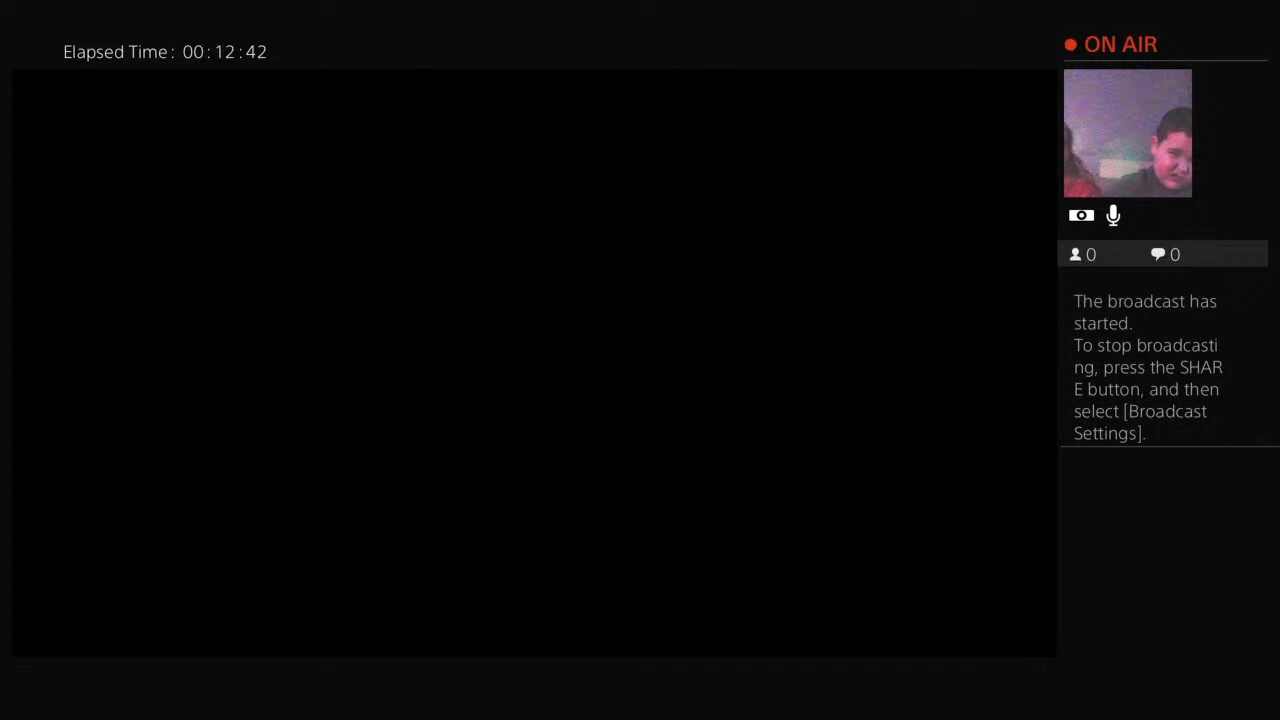 Elapsed Time: 00:12:42
ON AIR
0 0
The broadcast has
started.
To stop broadcasti
ng, press the SHAR
E button, and then
select [Broadcast
Settings].